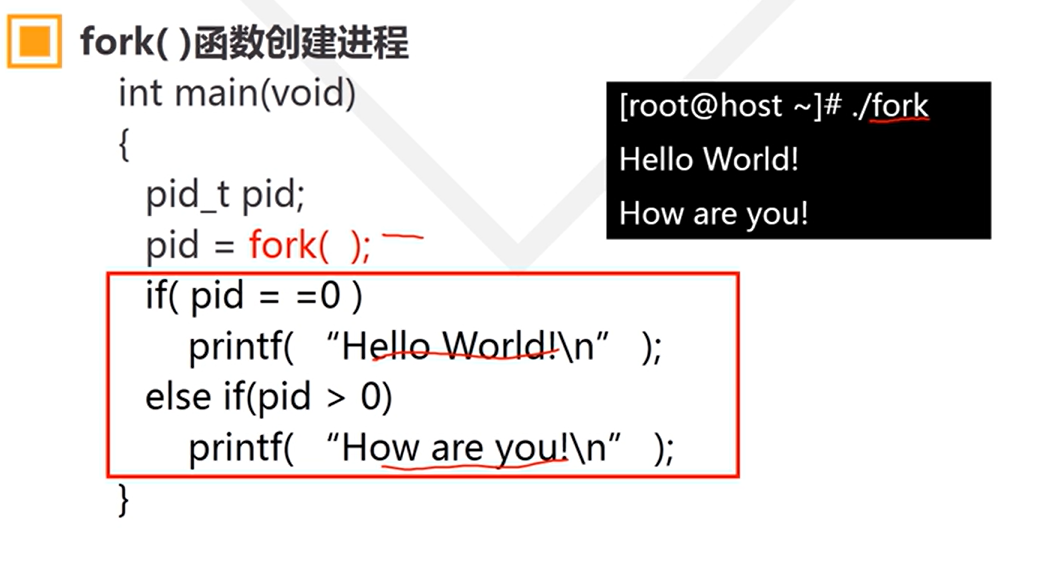 fork( )函数创建进程
int main(void)
{
pid_t pid;
pid = fork( );
if( pid = =0 )
printf( “Hello World!\n” );
else if(pid > 0)
printf( “How are you!\n” );
}
[root@host ~]# ./fork
Hello World!
How are you!